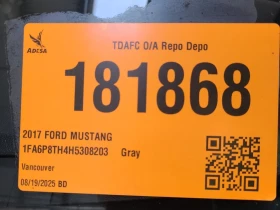 ADESA
TDAFC O/A Repo Depo
181868
2017 FORD MUSTANG
1FA6P8TH4H5308203 Gray
Vancouver
08/19/2025 BD